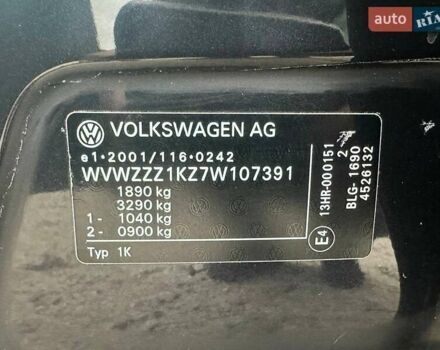 AUTO
RIA
VOLKSWAGEN AG
e1*2001/116*0242
WVWZZZ1KZ7W107391
1890 kg
3290 kg
1- 1040 kg
2- 0900 kg
Typ 1K
E4
13HR-000151
2
BLG-1690
4526132